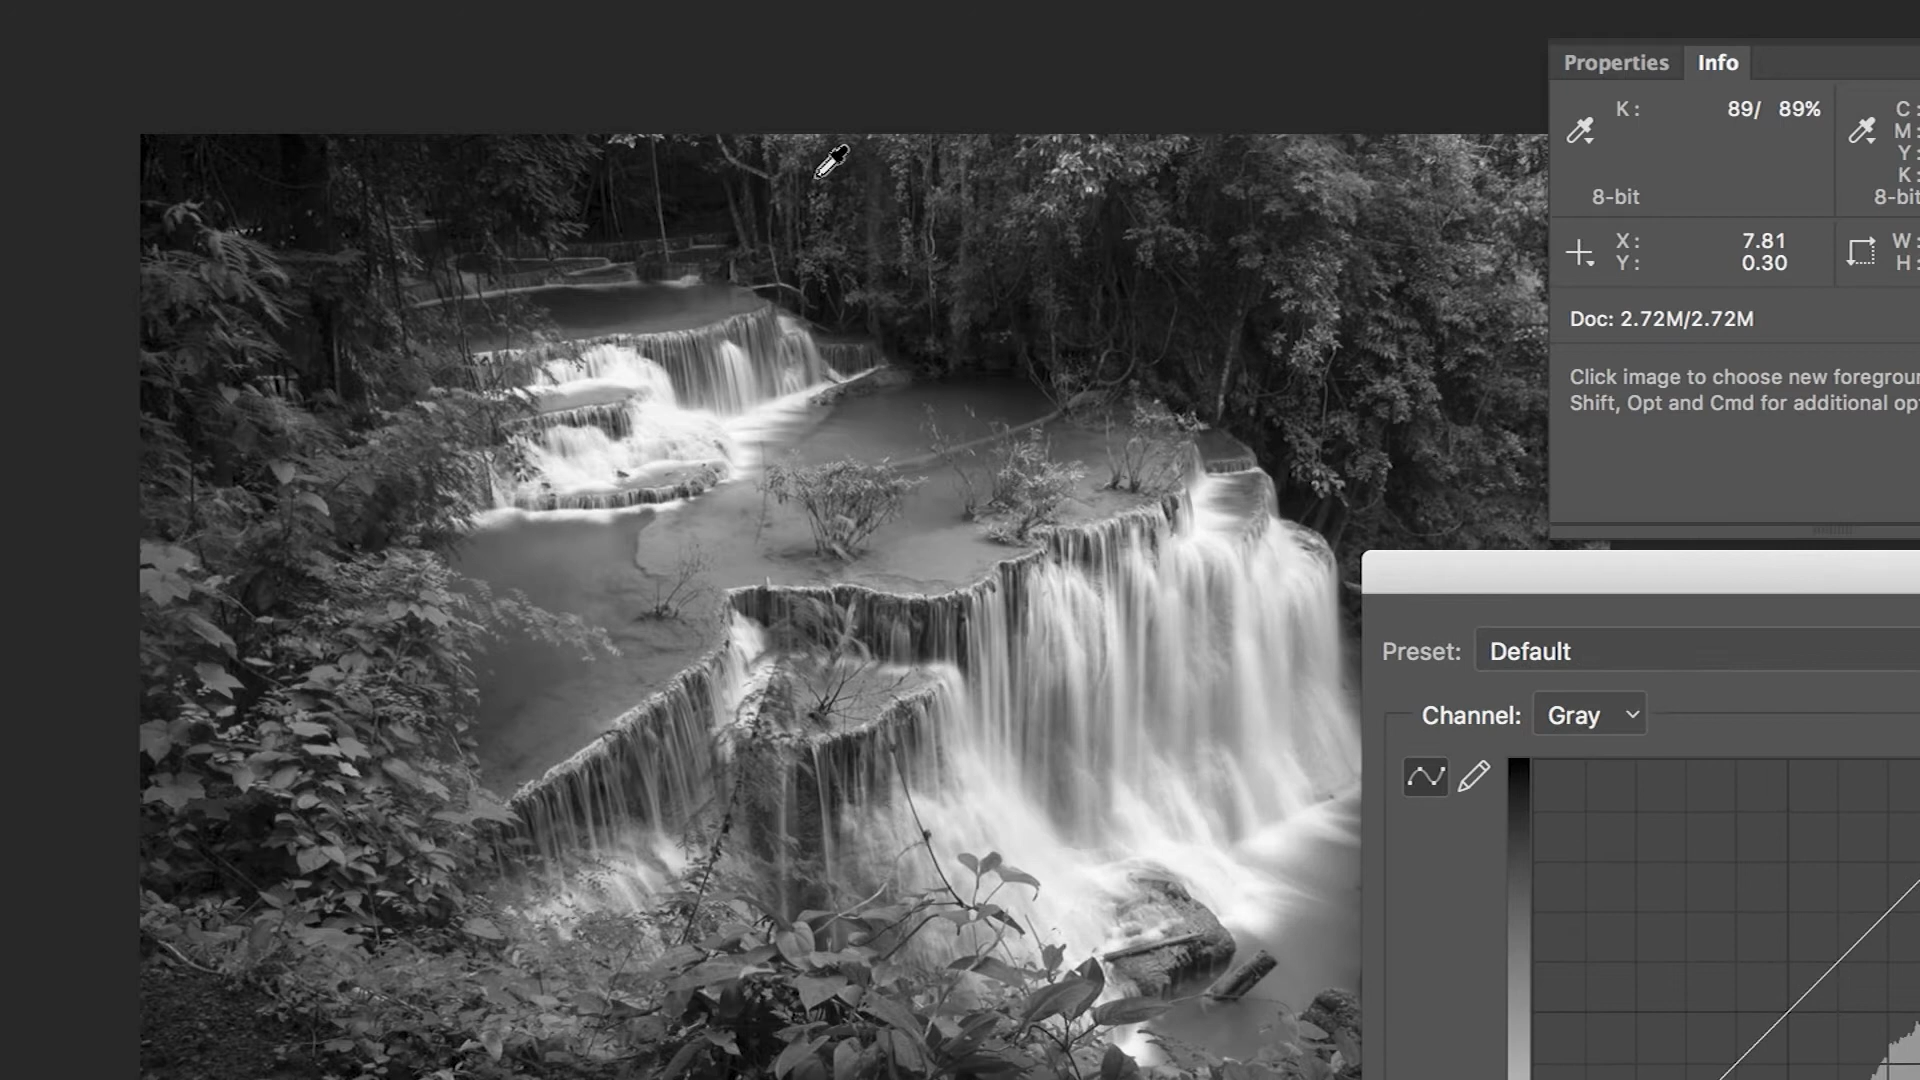 Properties Info
K: 89/ 89%
8-bit
C:
M:
Y:
K:
8-bit
X: 7.81
Y: 0.30
W:
H:
Doc: 2.72M/2.72M
Click image to choose new foregroun
Shift, Opt and Cmd for additional op
Preset: Default
Channel: Gray